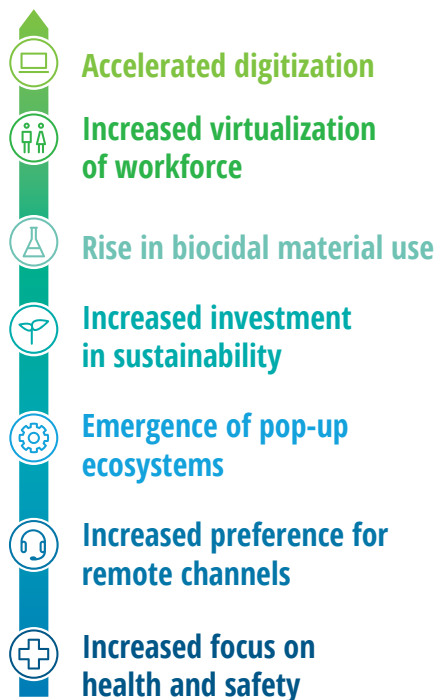 Accelerated digitization
Increased virtualization
of workforce
Rise in biocidal material use
Increased investment
in sustainability
Emergence of pop-up
ecosystems
Increased preference for
remote channels
Increased focus on
health and safety